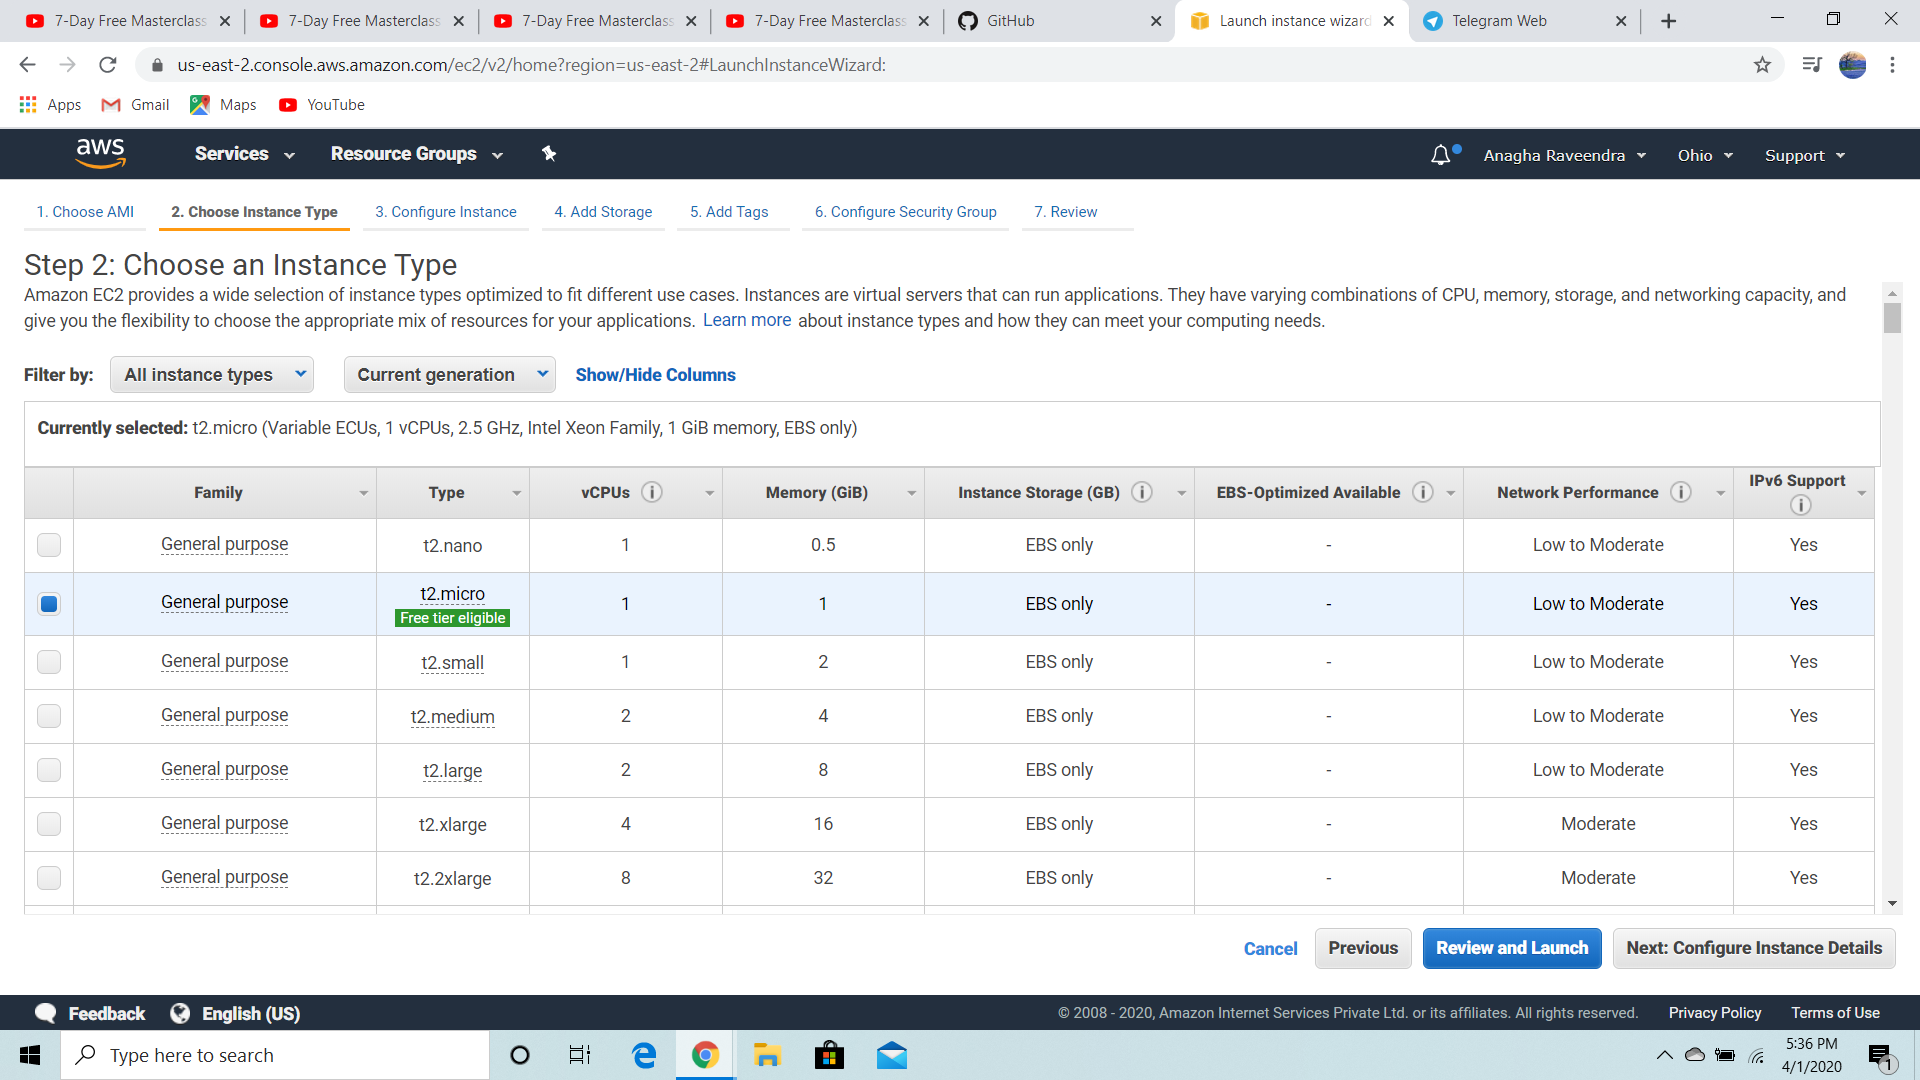 7-Day Free Masterclass
7-Day Free Masterclass
7-Day Free Masterclass
7-Day Free Masterclass
GitHub
Launch instance wizard
Telegram Web
us-east-2.console.aws.amazon.com/ec2/v2/home?region=us-east-2#LaunchInstanceWizard:
Apps
Gmail
Maps
YouTube
aws
Services
Resource Groups
Anagha Raveendra
Ohio
Support
1. Choose AMI
2. Choose Instance Type
3. Configure Instance
4. Add Storage
5. Add Tags
6. Configure Security Group
7. Review
Step 2: Choose an Instance Type
Amazon EC2 provides a wide selection of instance types optimized to fit different use cases. Instances are virtual servers that can run applications. They have varying combinations of CPU, memory, storage, and networking capacity, and
give you the flexibility to choose the appropriate mix of resources for your applications. Learn more about instance types and how they can meet your computing needs.
Filter by: All instance types Current generation Show/Hide Columns
Currently selected: t2.micro (Variable ECUs, 1 vCPUs, 2.5 GHz, Intel Xeon Family, 1 GiB memory, EBS only)
Family Type vCPUs i Memory (GiB) Instance Storage (GB) i EBS-Optimized Available i Network Performance i IPv6 Support i
General purpose t2.nano 1 0.5 EBS only - Low to Moderate Yes
General purpose t2.micro 1 1 EBS only - Low to Moderate Yes
Free tier eligible
General purpose t2.small 1 2 EBS only - Low to Moderate Yes
General purpose t2.medium 2 4 EBS only - Low to Moderate Yes
General purpose t2.large 2 8 EBS only - Low to Moderate Yes
General purpose t2.xlarge 4 16 EBS only - Moderate Yes
General purpose t2.2xlarge 8 32 EBS only - Moderate Yes
Cancel Previous Review and Launch Next: Configure Instance Details
Feedback English (US) © 2008 - 2020, Amazon Internet Services Private Ltd. or its affiliates. All rights reserved. Privacy Policy Terms of Use
Type here to search
5:36 PM
4/1/2020
1